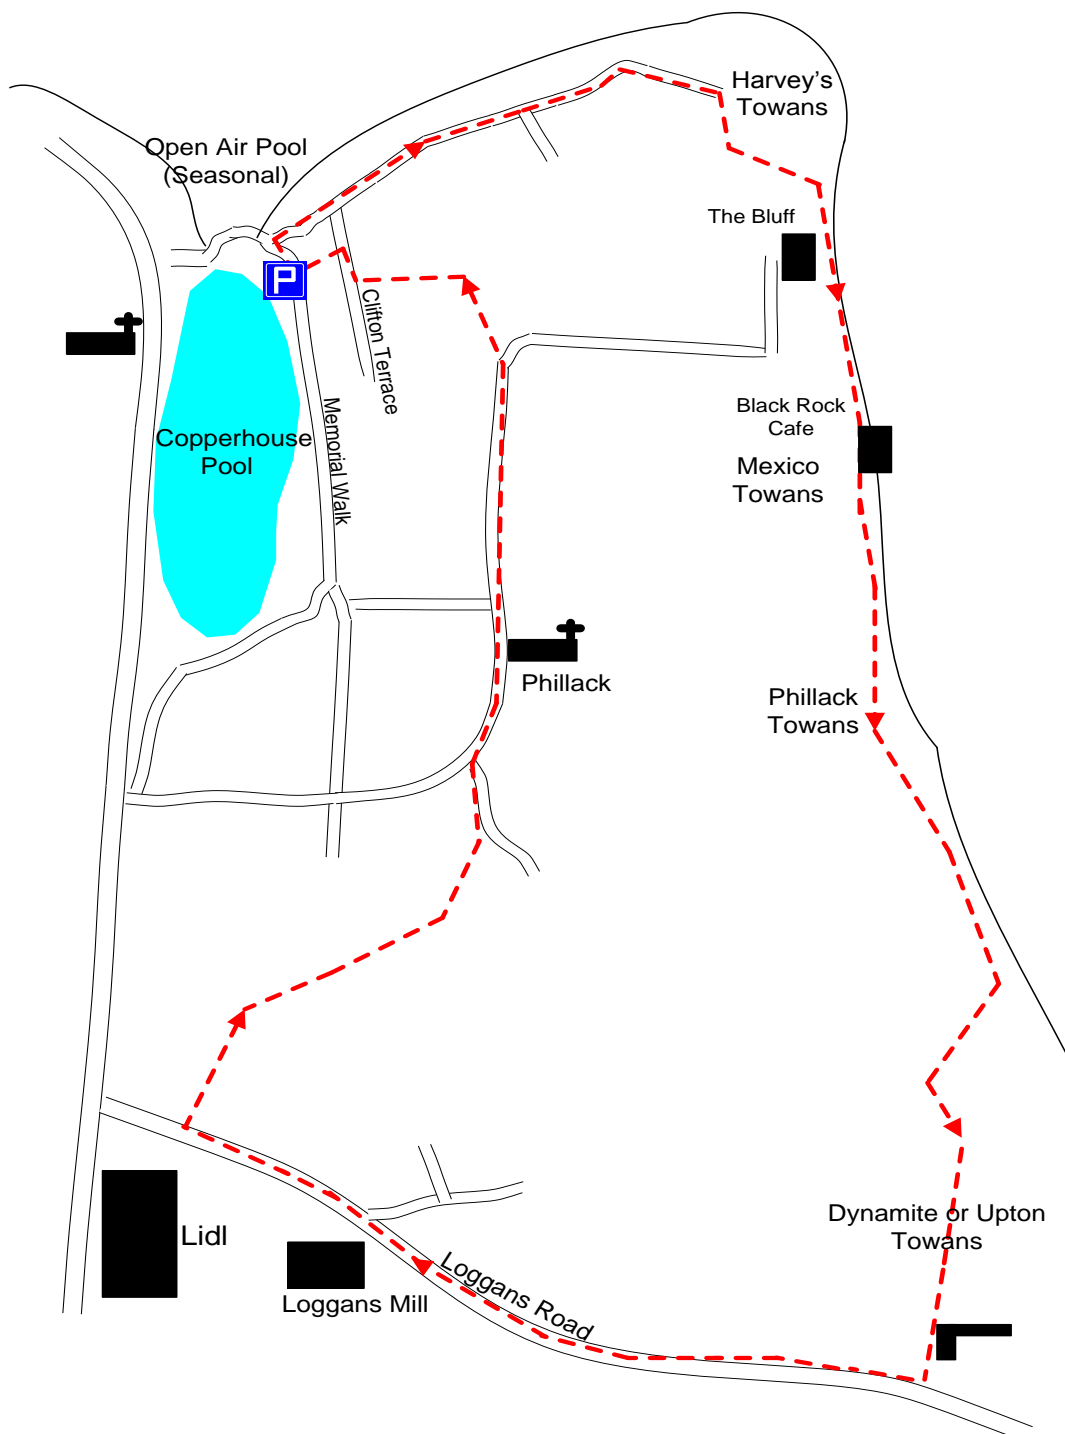 Harvey's
Towans
Open Air Pool
(Seasonal)
The Bluff
P
Clifton Terrace
Black Rock
Cafe
Memorial Walk
Copperhouse
Pool
Mexico
Towans
Phillack
Phillack
Towans
Dynamite or Upton
Towans
Lidl
Loggans Road
Loggans Mill